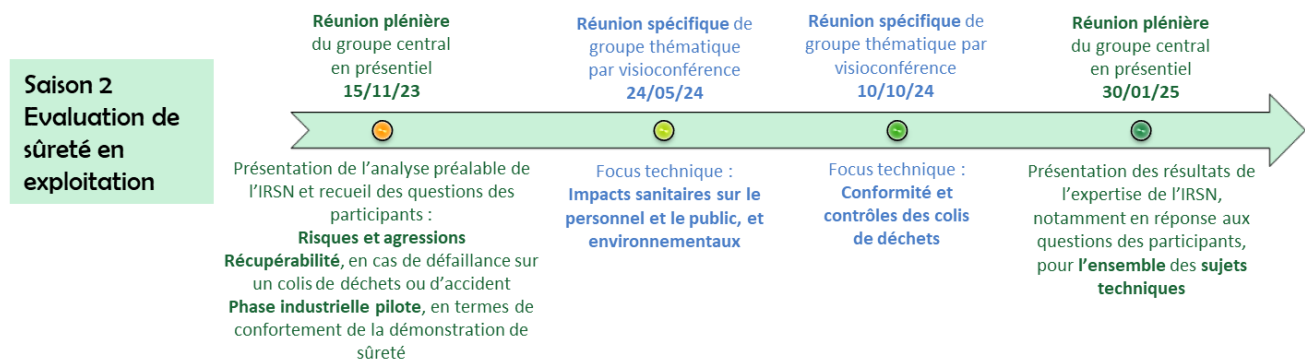 Saison 2
Evaluation de
sûreté en
exploitation
Réunion plénière
du groupe central
en présentiel
15/11/23
Réunion spécifique de
groupe thématique
par visioconférence
24/05/24
Réunion spécifique de
groupe thématique par
visioconférence
10/10/24
Réunion plénière
du groupe central
en présentiel
30/01/25
Présentation de l'analyse préalable de
l'IRSN et recueil des questions des
participants :
Risques et agressions
Récupérabilité, en cas de défaillance sur
un colis de déchets ou d'accident
Phase industrielle pilote, en termes de
confortement de la démonstration de
sûreté
Focus technique :
Impacts sanitaires sur le
personnel et le public, et
environnementaux
Focus technique :
Conformité et
contrôles des colis
de déchets
Présentation des résultats de
l'expertise de l'IRSN,
notamment en réponse aux
questions des participants,
pour l'ensemble des sujets
techniques